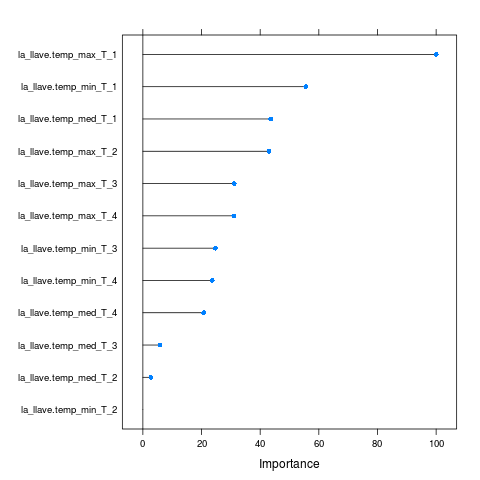 la_llave.temp_max_T_1
la_llave.temp_min_T_1
la_llave.temp_med_T_1
la_llave.temp_max_T_2
la_llave.temp_max_T_3
la_llave.temp_max_T_4
la_llave.temp_min_T_3
la_llave.temp_min_T_4
la_llave.temp_med_T_4
la_llave.temp_med_T_3
la_llave.temp_med_T_2
la_llave.temp_min_T_2
0 20 40 60 80 100
Importance